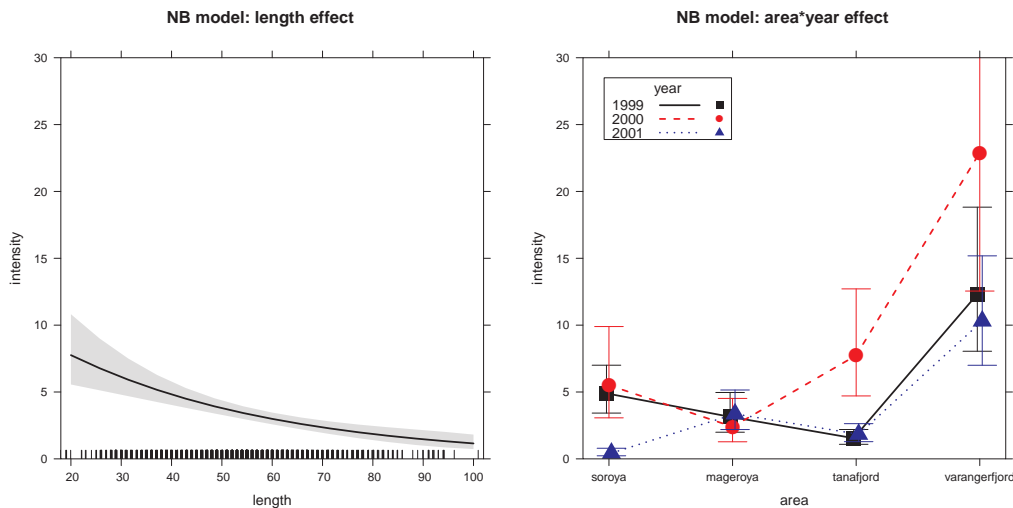 NB model: length effect
30
25
20
15
10
5
0
intensity
20 30 40 50 60 70 80 90 100
length
NB model: area*year effect
30
25
20
15
10
5
0
intensity
year
1999
2000
2001
soroya mageroya tanafjord varangerfjord
area